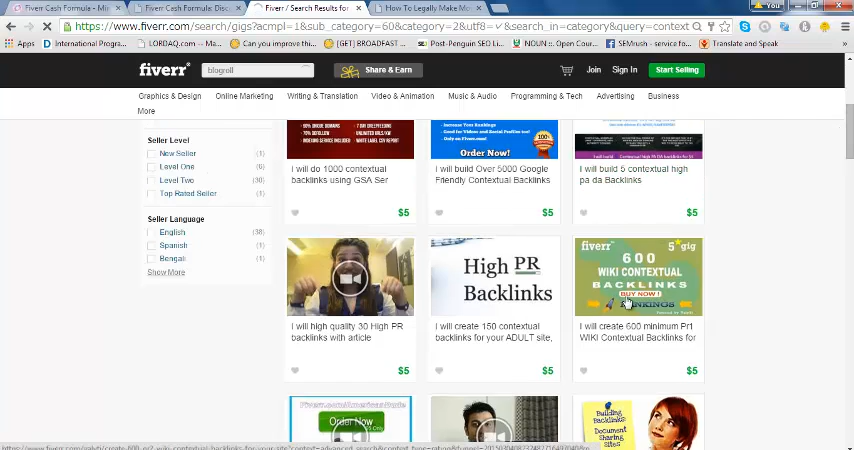 Fiverr Cash Formula - Mi
Fiverr Cash Formula: Disc
Fiverr / Search Results for
How To Legally Make Mo
You
https://www.fiverr.com/search/gigs?acmpl=1&sub_category=60&category=2&utf8=✓&search_in=category&query=context
Apps
International Progra
LORDAQ.com — Ma
Can you improve this
[GET] BROADCAST
Post-Penguin SEO Li
NOUN :: Open Cour
SEMrush - service fo
Translate and Speak
fiverr
blogroll
Share & Earn
Join
Sign In
Start Selling
Graphics & Design
Online Marketing
Writing & Translation
Video & Animation
Music & Audio
Programming & Tech
Advertising
Business
More
Seller Level
New Seller (1)
Level One (6)
Level Two (30)
Top Rated Seller (1)
Seller Language
English (38)
Spanish (1)
Bengali (1)
Show More
Order Now!
I will do 1000 contextual
backlinks using GSA Ser
$5
I will build Over 5000 Google
Friendly Contextual Backlinks
$5
I will build 5 contextual high
pa da Backlinks
$5
High PR
Backlinks
fiverr
5 gig
600
WIKI CONTEXTUAL
BACKLINKS
BUY NOW!
RANKINGS
I will high quality 30 High PR
backlinks with article
$5
I will create 150 contextual
backlinks for your ADULT site,
$5
I will create 600 minimum Pr1
WIKI Contextual Backlinks for
$5
Order Now
Building
Backlinks:
Document
Sharing
Sites